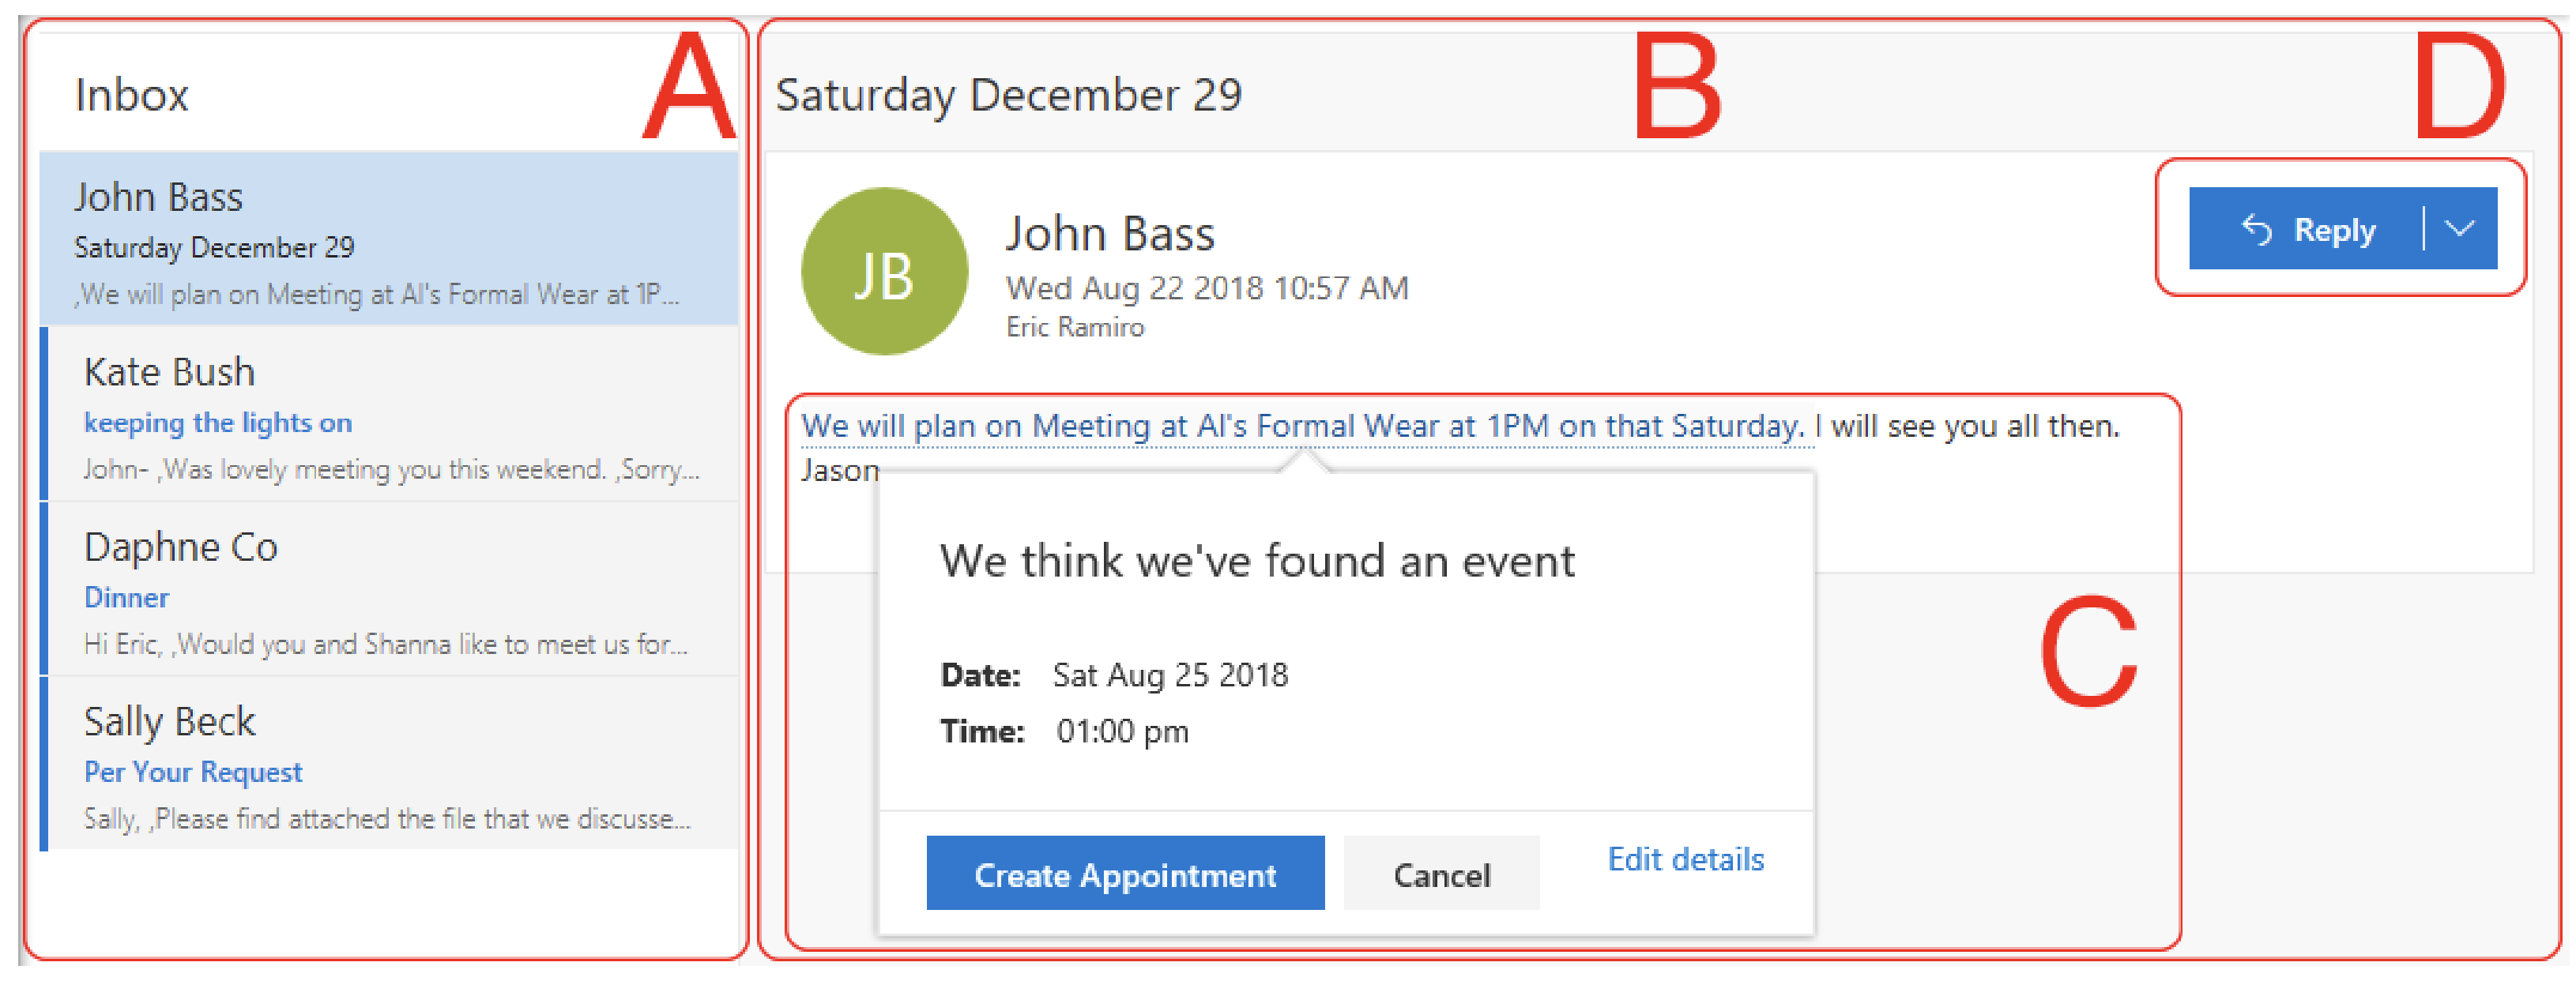 A
Inbox
John Bass
Saturday December 29
,We will plan on Meeting at Al's Formal Wear at 1P...
Kate Bush
keeping the lights on
John- ,Was lovely meeting you this weekend. ,Sorry...
Daphne Co
Dinner
Hi Eric, ,Would you and Shanna like to meet us for...
Sally Beck
Per Your Request
Sally, ,Please find attached the file that we discusse...
B
D
Saturday December 29
JB
John Bass
Wed Aug 22 2018 10:57 AM
Eric Ramiro
Reply
We will plan on Meeting at Al's Formal Wear at 1PM on that Saturday. I will see you all then.
Jason
We think we've found an event
Date: Sat Aug 25 2018
Time: 01:00 pm
Create Appointment Cancel Edit details
C